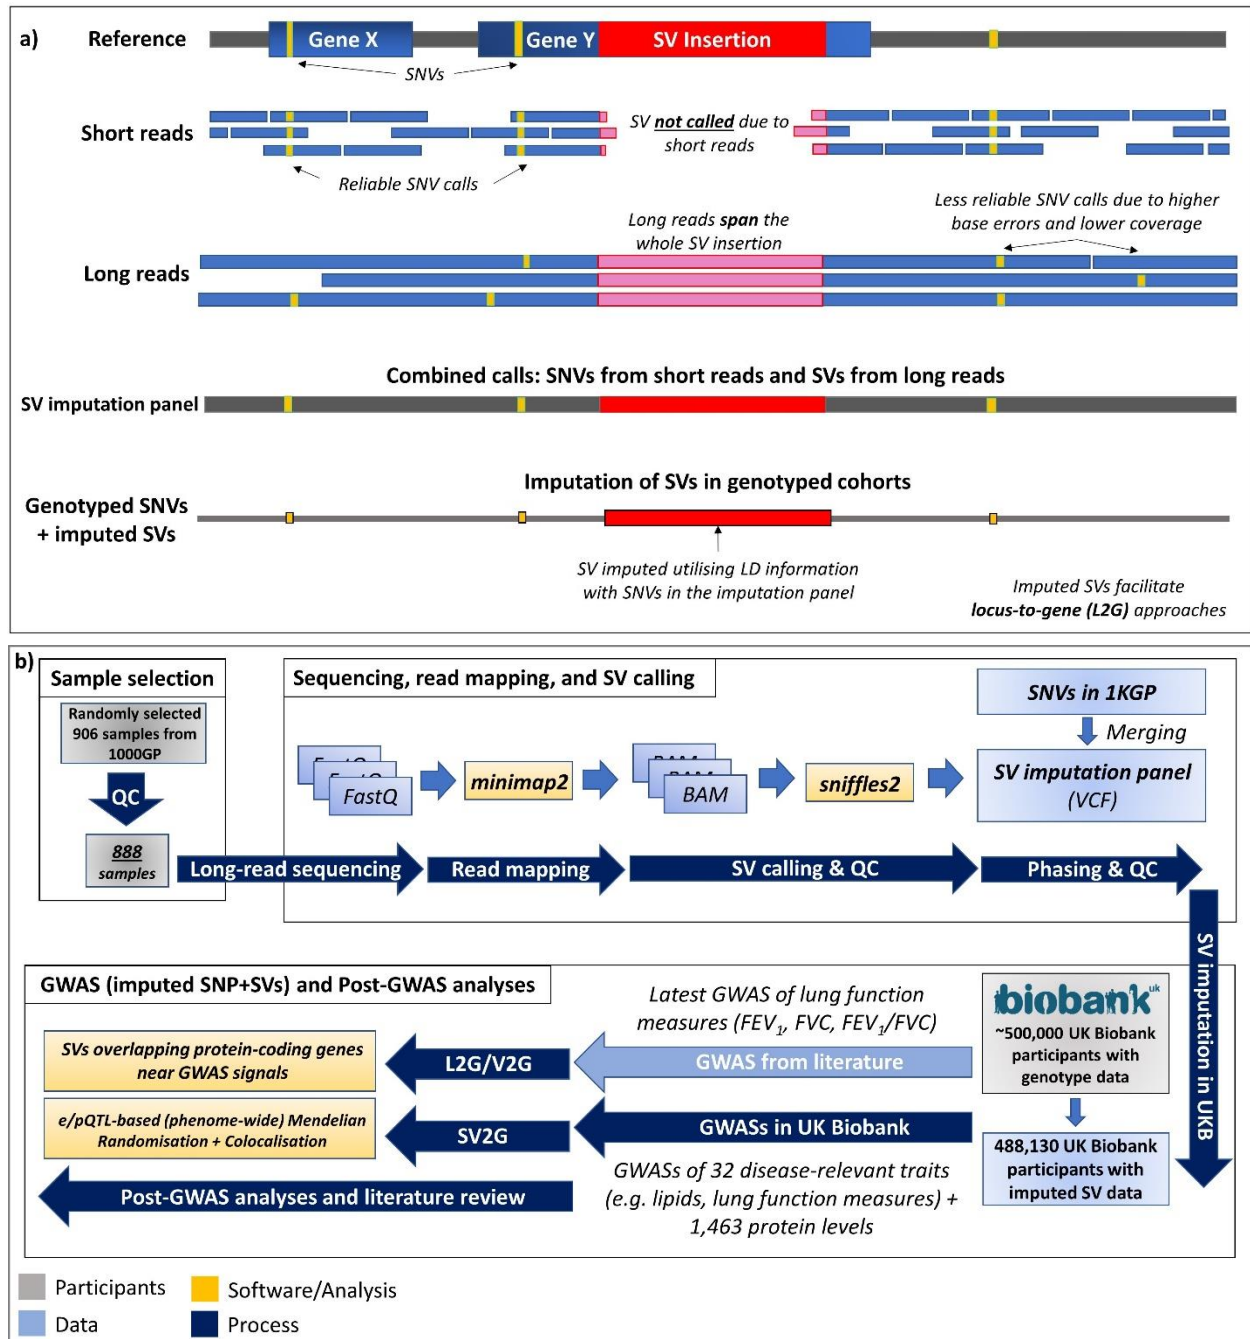 a)
Reference
Gene X
Gene Y
SV Insertion
SNVs
Short reads
SV not called due to
short reads
Reliable SNV calls
Long reads span the
whole SV insertion
Less reliable SNV calls due to higher
base errors and lower coverage
Long reads
Combined calls: SNVs from short reads and SVs from long reads
SV imputation panel
Imputation of SVs in genotyped cohorts
Genotyped SNVs
+ imputed SVs
SV imputed utilising LD information
with SNVs in the imputation panel
Imputed SVs facilitate
locus-to-gene (L2G) approaches
b)
Sample selection
Randomly selected
906 samples from
1000GP
QC
888
samples
Sequencing, read mapping, and SV calling
FastQ
FastQ
FastQ
minimap2
BAM
BAM
BAM
sniffles2
SNVs in 1KGP
Merging
SV imputation panel
(VCF)
Long-read sequencing
Read mapping
SV calling & QC
Phasing & QC
SV imputation in UKB
GWAS (imputed SNP+SVs) and Post-GWAS analyses
SVs overlapping protein-coding genes
near GWAS signals
L2G/V2G
Latest GWAS of lung function
measures (FEV1, FVC, FEV1/FVC)
GWAS from literature
biobank uk
~500,000 UK Biobank
participants with
genotype data
e/pQTL-based (phenome-wide) Mendelian
Randomisation + Colocalisation
SV2G
GWASs in UK Biobank
GWASs of 32 disease-relevant traits
(e.g. lipids, lung function measures) +
1,463 protein levels
488,130 UK Biobank
participants with
imputed SV data
Post-GWAS analyses and literature review
Participants
Software/Analysis
Data
Process